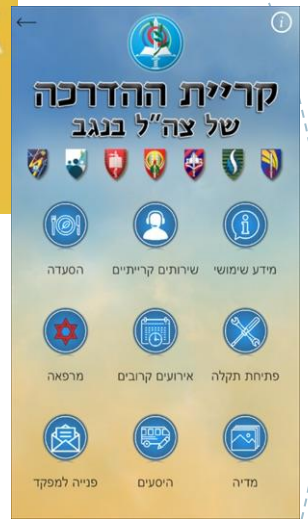 קריית ההדרכה
של צה"ל בנגב
מידע שימושי
שירותים קרייתיים
הסעדה
פתיחת תקלה
אירועים קרובים
מרפאה
מדיה
היסעים
פנייה למפקד